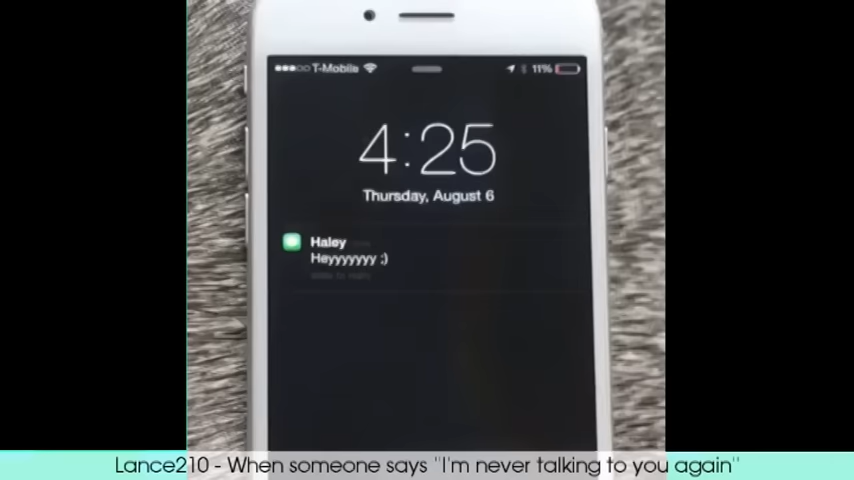 T-Mobile 11%
4:25
Thursday, August 6
Haley
Heyyyyyyy ;)
Lance210 - When someone says "I'm never talking to you again"